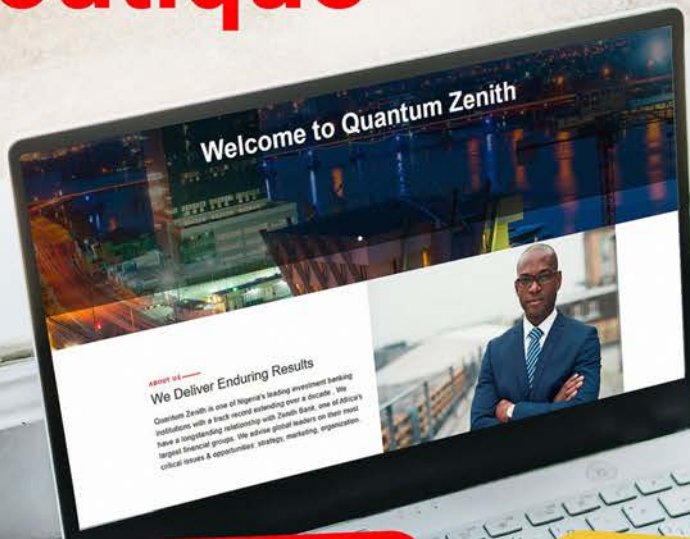 Welcome to Quantum Zenith
ABOUT US
We Deliver Enduring Results
Quantum Zenith is one of Nigeria's leading investment banking
institutions with a track record extending over a decade . We
have a longstanding relationship with Zenith Bank, one of Africa's
largest financial groups. We advise global leaders on their most
critical issues & opportunities: strategy, marketing, organization.